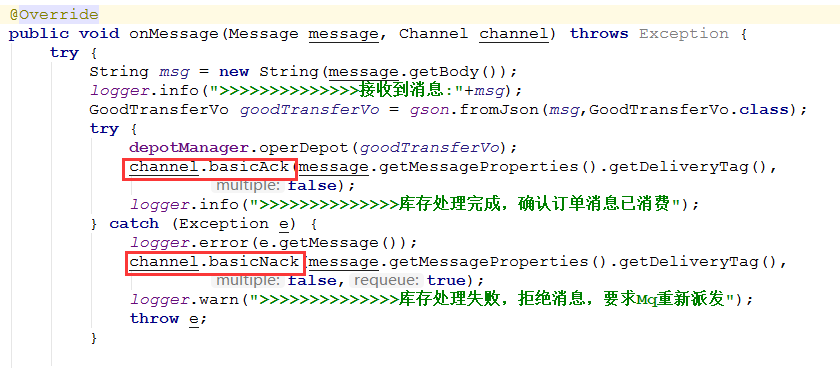 @Override
public void onMessage(Message message, Channel channel) throws Exception {
try {
String msg = new String(message.getBody());
logger.info(">>>>>>>>>>>>>>接收到消息:"+msg);
GoodTransferVo goodTransferVo = gson.fromJson(msg,GoodTransferVo.class);
try {
depotManager.operDepot(goodTransferVo);
channel.basicAck(message.getMessageProperties().getDeliveryTag(),
multiple: false);
logger.info(">>>>>>>>>>>>>>库存处理完成，确认订单消息已消费");
} catch (Exception e) {
logger.error(e.getMessage());
channel.basicNack(message.getMessageProperties().getDeliveryTag(),
multiple: false, requeue: true);
logger.warn(">>>>>>>>>>>>>>库存处理失败，拒绝消息，要求Mq重新派发");
throw e;
}